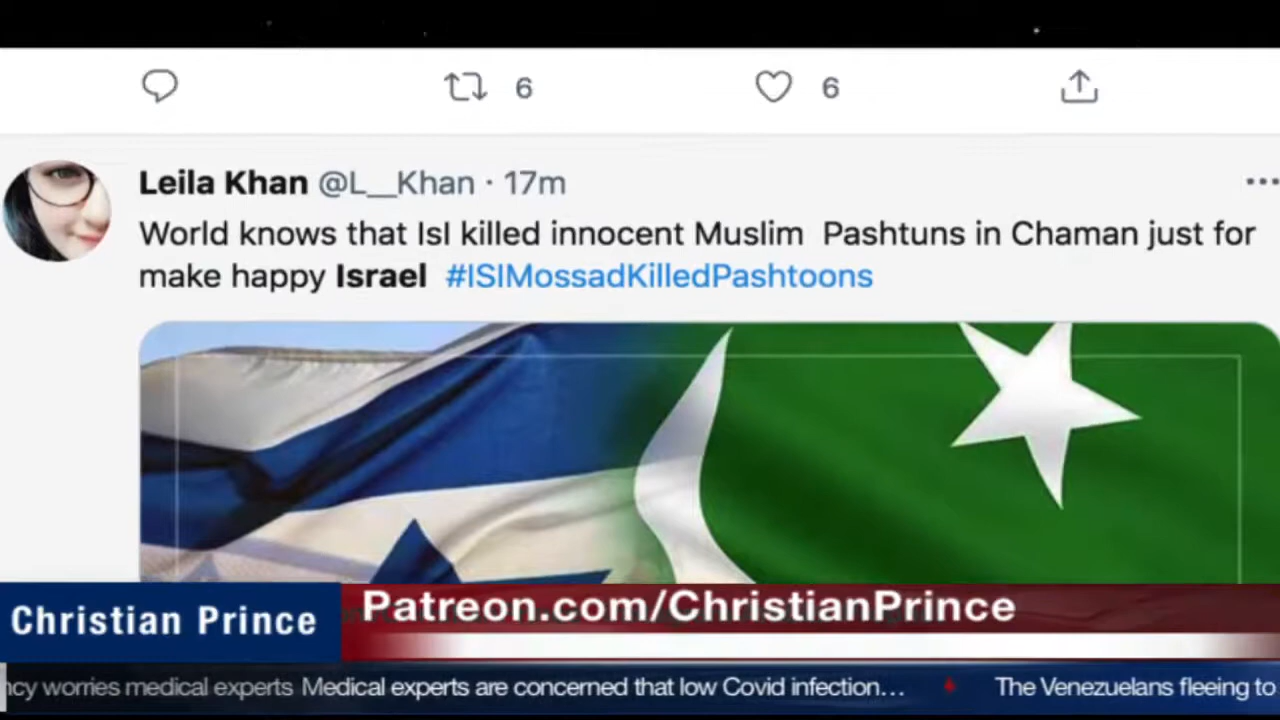 6 6
Leila Khan @L__Khan · 17m
World knows that IsI killed innocent Muslim  Pashtuns in Chaman just for
make happy Israel #ISIMossadKilledPashtoons
Christian Prince
Patreon.com/ChristianPrince
worries medical experts Medical experts are concerned that low Covid infection… The Venezuelans fleeing to